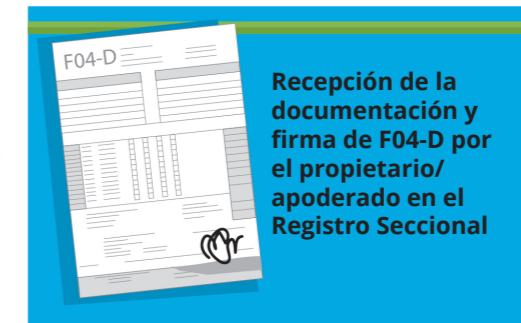 F04-D
Recepción de la
documentación y
firma de F04-D por
el propietario/
apoderado en el
Registro Seccional